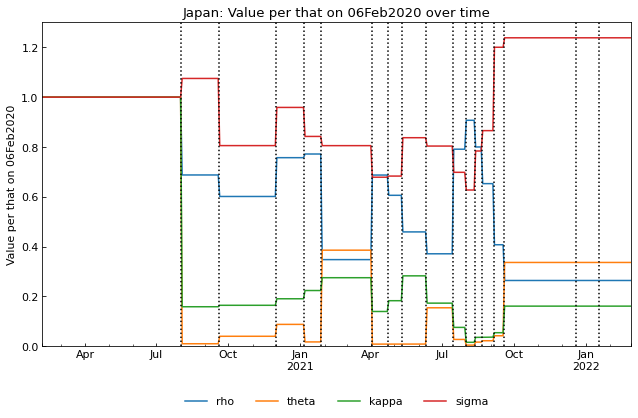 Japan: Value per that on 06Feb2020 over time
Value per that on 06Feb2020
1.2
1.0
0.8
0.6
0.4
0.2
0.0
Apr Jul Oct Jan Apr Jul Oct Jan
2021 2022
rho theta kappa sigma